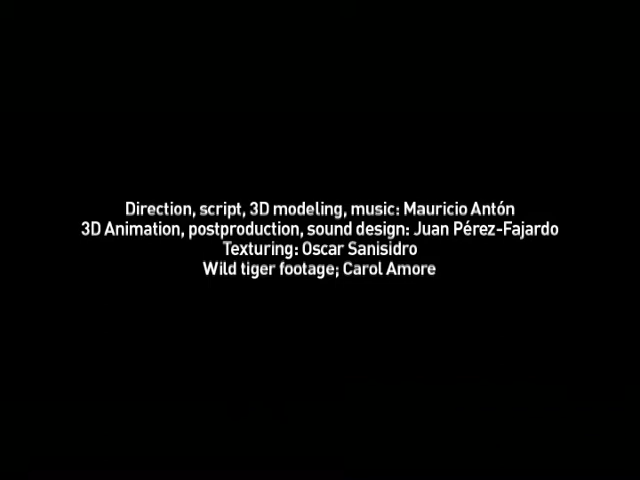 Direction, script, 3D modeling, music: Mauricio Antón
3D Animation, postproduction, sound design: Juan Pérez-Fajardo
Texturing: Oscar Sanisidro
Wild tiger footage; Carol Amore